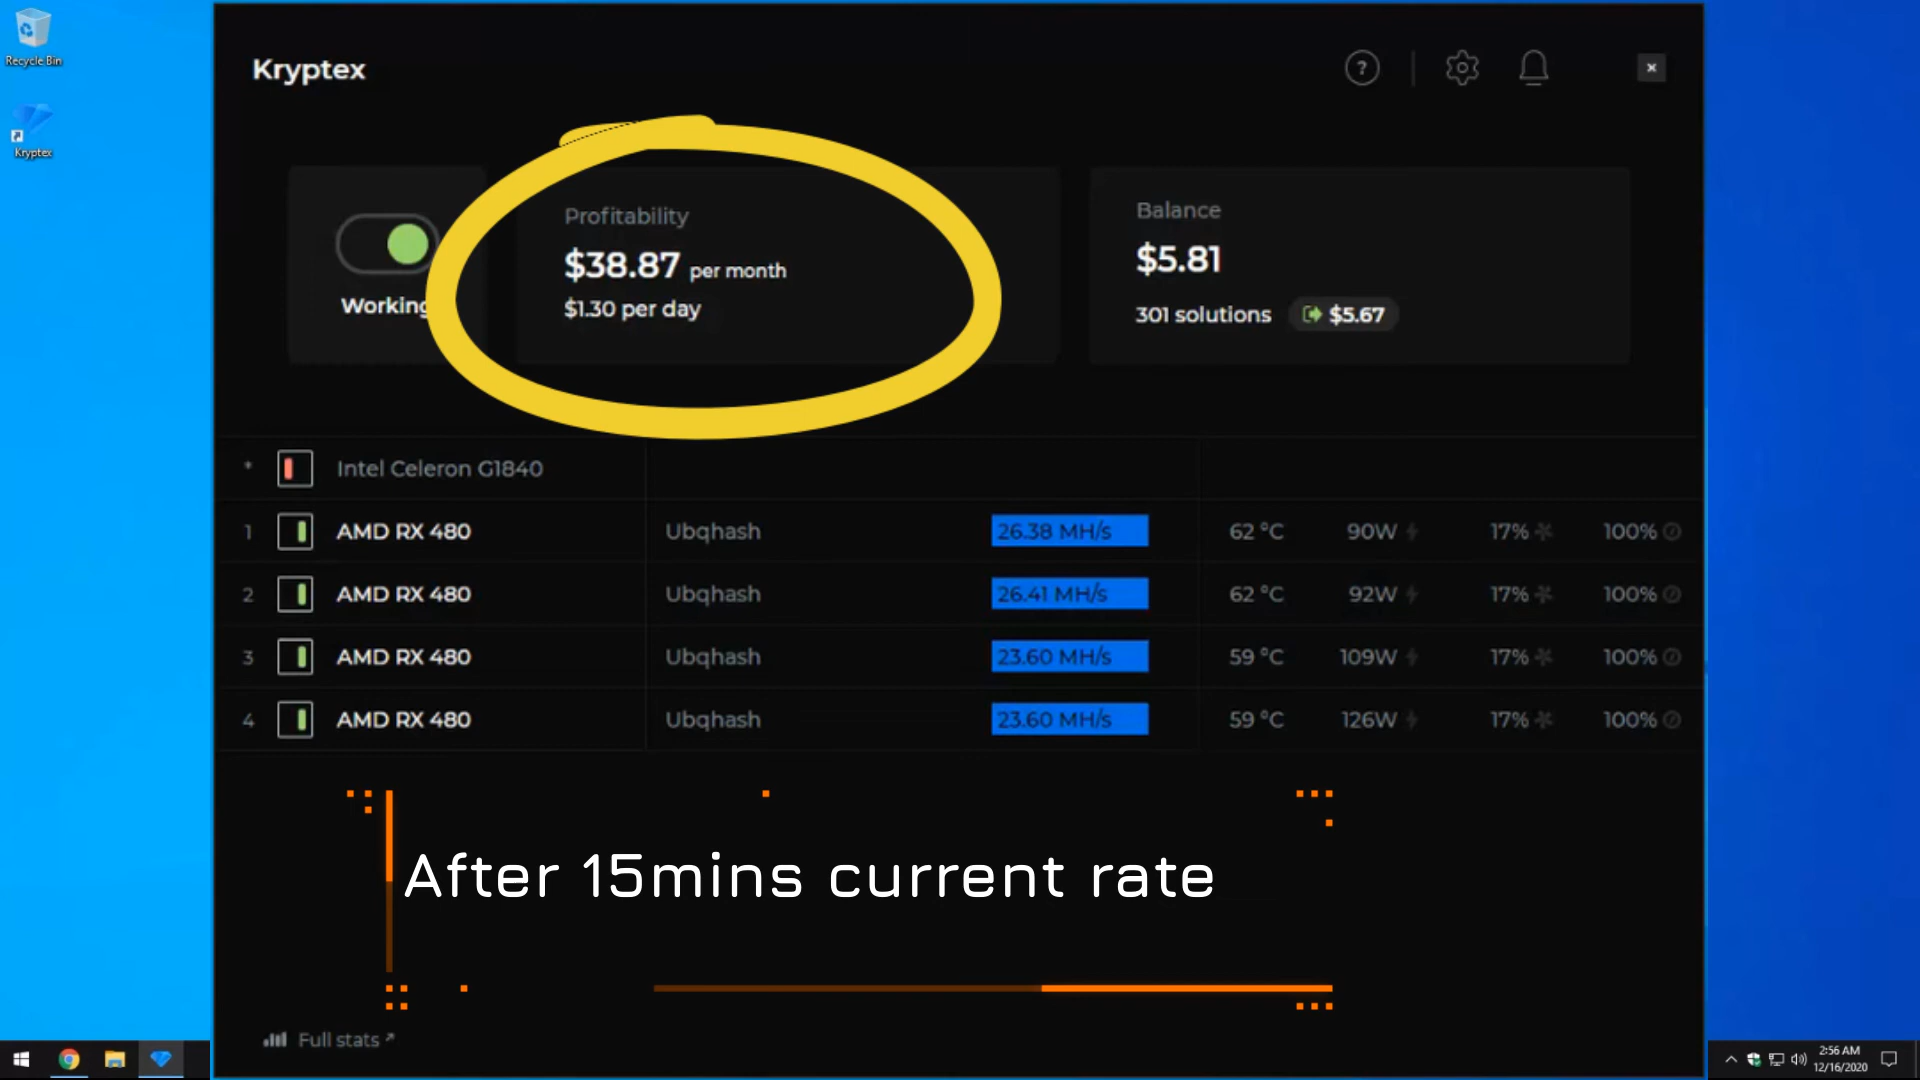 Recycle Bin
Kryptex
Kryptex
?
Working
Profitability
$38.87 per month
$1.30 per day
Balance
$5.81
301 solutions $5.67
* Intel Celeron G1840
1 AMD RX 480 Ubqhash 26.38 MH/s 62 °C 90W 17% 100%
2 AMD RX 480 Ubqhash 26.41 MH/s 62 °C 92W 17% 100%
3 AMD RX 480 Ubqhash 23.60 MH/s 59 °C 109W 17% 100%
4 AMD RX 480 Ubqhash 23.60 MH/s 59 °C 126W 17% 100%
After 15mins current rate
Full stats
2:56 AM
12/16/2020